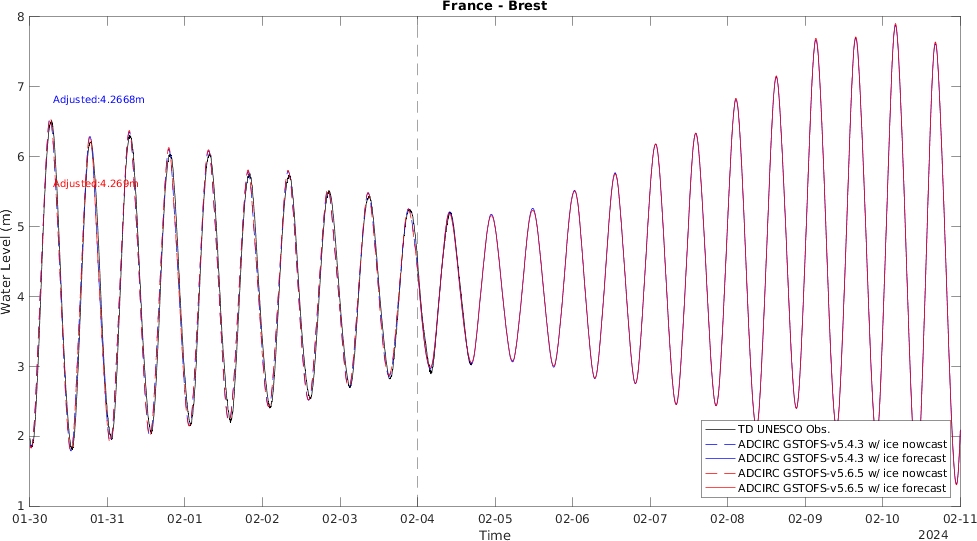 France - Brest
8
7
6
5
4
3
2
1
Water Level (m)
Adjusted:4.2668m
Adjusted:4.269m
TD UNESCO Obs.
ADCIRC GSTOFS-v5.4.3 w/ ice nowcast
ADCIRC GSTOFS-v5.4.3 w/ ice forecast
ADCIRC GSTOFS-v5.6.5 w/ ice nowcast
ADCIRC GSTOFS-v5.6.5 w/ ice forecast
01-30 01-31 02-01 02-02 02-03 02-04 02-05 02-06 02-07 02-08 02-09 02-10 02-11
Time
2024